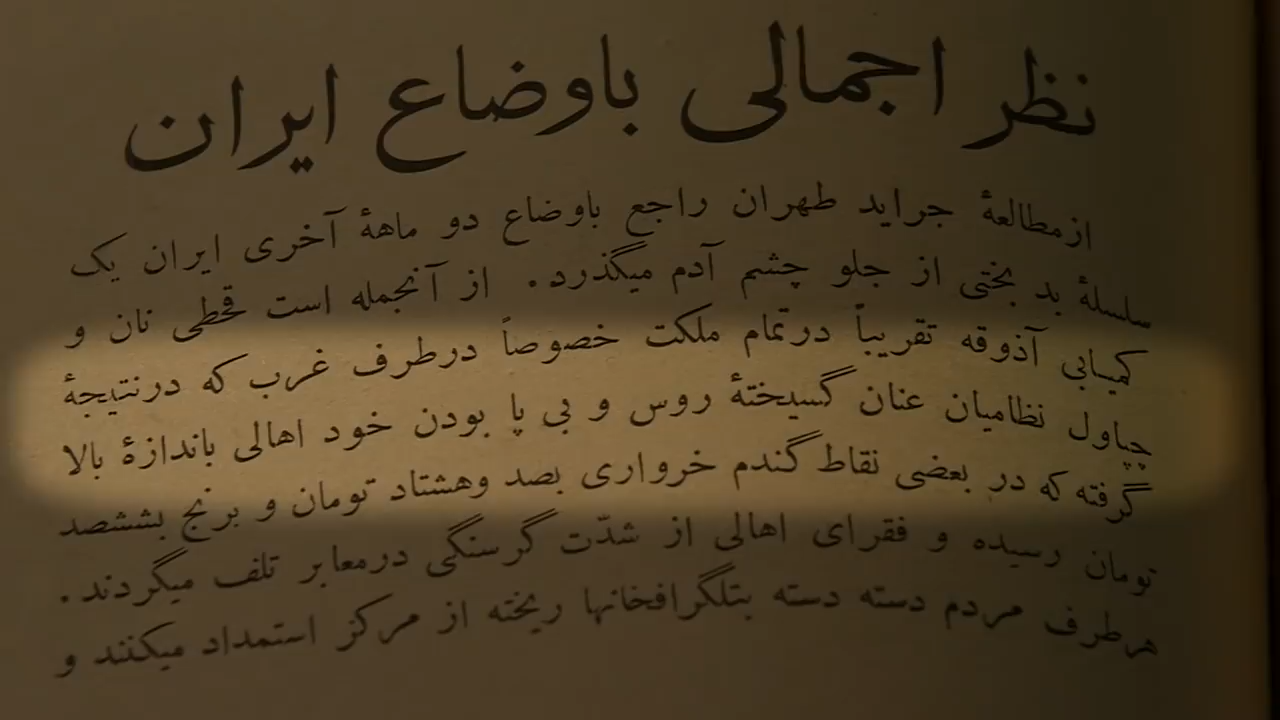 نظر اجمالی باوضاع ایران
ازمطالعهٔ جراید طهران راجع باوضاع دو ماههٔ آخری ایران یک
سلسلهٔ بد بختی از جلو چشم آدم میگذرد. از آنجمله است قحطی نان و
کمیابی آذوقه تقریباً درتمام ملکت خصوصاً درطرف غرب که درنتیجهٔ
چپاول نظامیان عنان گسیختهٔ روس و بی پا بودن خود اهالی باندازهٔ بالا
گرفته که در بعضی نقاط گندم خرواری بصد وهشتاد تومان و برنج بششصد
تومان رسیده و فقرای اهالی از شدّت گرسنگی درمعابر تلف میگردند.
هرطرف مردم دسته دسته بتلگرافخانها ریخته از مرکز استمداد میکنند و